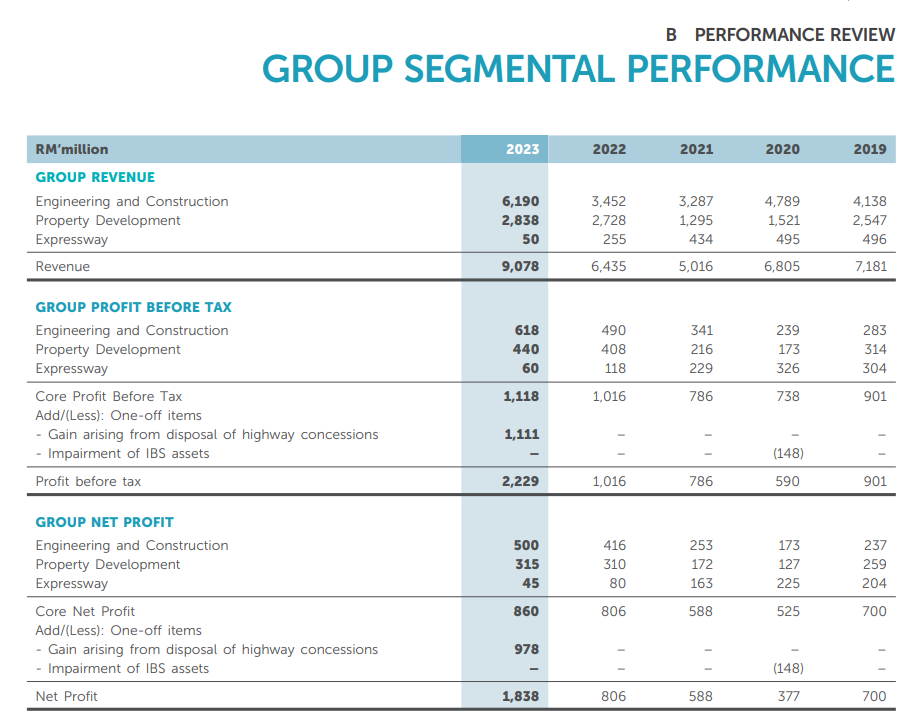 B PERFORMANCE REVIEW
GROUP SEGMENTAL PERFORMANCE
RM'million 2023 2022 2021 2020 2019
GROUP REVENUE
Engineering and Construction 6,190 3,452 3,287 4,789 4,138
Property Development 2,838 2,728 1,295 1,521 2,547
Expressway 50 255 434 495 496
Revenue 9,078 6,435 5,016 6,805 7,181
GROUP PROFIT BEFORE TAX
Engineering and Construction 618 490 341 239 283
Property Development 440 408 216 173 314
Expressway 60 118 229 326 304
Core Profit Before Tax 1,118 1,016 786 738 901
Add/(Less): One-off items
- Gain arising from disposal of highway concessions 1,111 – – – –
- Impairment of IBS assets – – – (148) –
Profit before tax 2,229 1,016 786 590 901
GROUP NET PROFIT
Engineering and Construction 500 416 253 173 237
Property Development 315 310 172 127 259
Expressway 45 80 163 225 204
Core Net Profit 860 806 588 525 700
Add/(Less): One-off items
- Gain arising from disposal of highway concessions 978 – – – –
- Impairment of IBS assets – – – (148) –
Net Profit 1,838 806 588 377 700